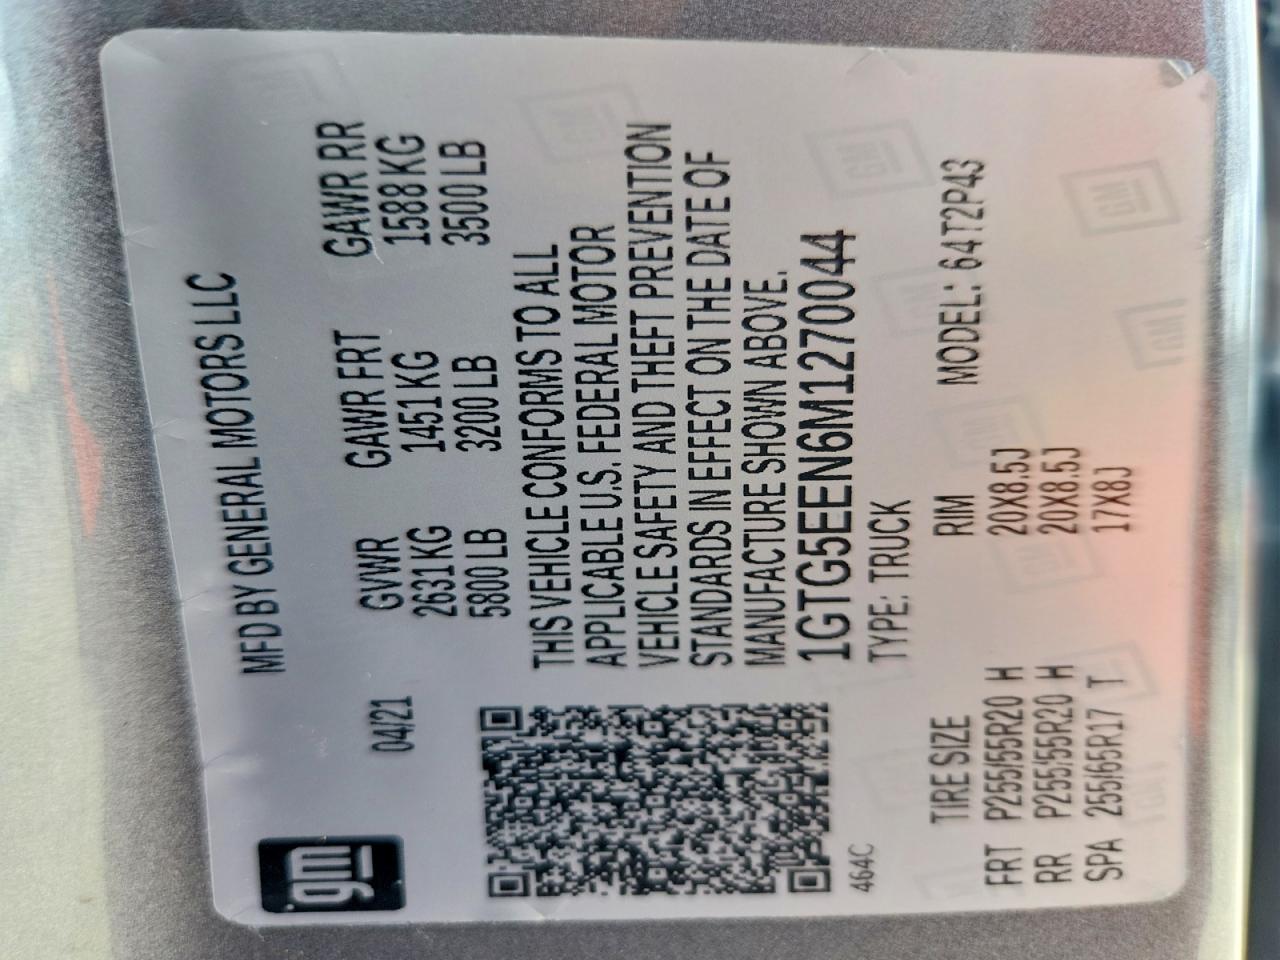 gm
MFD BY GENERAL MOTORS LLC
04/21
GVWR GAWR FRT GAWR RR
2631 KG 1451 KG 1588 KG
5800 LB 3200 LB 3500 LB
THIS VEHICLE CONFORMS TO ALL
APPLICABLE U.S. FEDERAL MOTOR
VEHICLE SAFETY AND THEFT PREVENTION
STANDARDS IN EFFECT ON THE DATE OF
MANUFACTURE SHOWN ABOVE.
1GTG5EEN6M1270044
464C
TYPE: TRUCK
TIRE SIZE RIM MODEL: 64T2P43
FRT P255/55R20 H 20X8.5J
RR P255/55R20 H 20X8.5J
SPA 255/65R17 T 17X8J